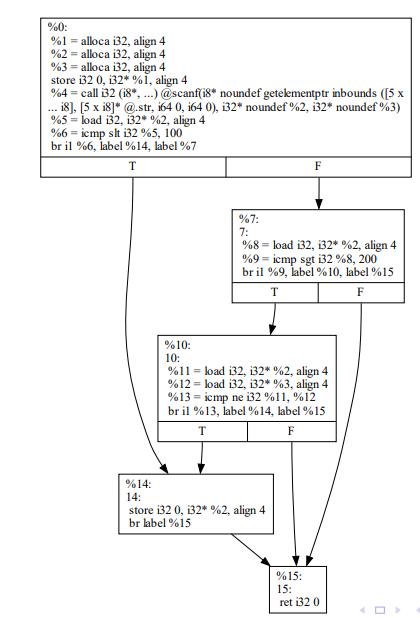 %0:
%1 = alloca i32, align 4
%2 = alloca i32, align 4
%3 = alloca i32, align 4
store i32 0, i32* %1, align 4
%4 = call i32 (i8*, ...) @scanf(i8* noundef getelementptr inbounds ([5 x
... i8], [5 x i8]* @.str, i64 0, i64 0), i32* noundef %2, i32* noundef %3)
%5 = load i32, i32* %2, align 4
%6 = icmp slt i32 %5, 100
br i1 %6, label %14, label %7
T F
%7:
7:
%8 = load i32, i32* %2, align 4
%9 = icmp sgt i32 %8, 200
br i1 %9, label %10, label %15
T F
%10:
10:
%11 = load i32, i32* %2, align 4
%12 = load i32, i32* %3, align 4
%13 = icmp ne i32 %11, %12
br i1 %13, label %14, label %15
T F
%14:
14:
store i32 0, i32* %2, align 4
br label %15
%15:
15:
ret i32 0